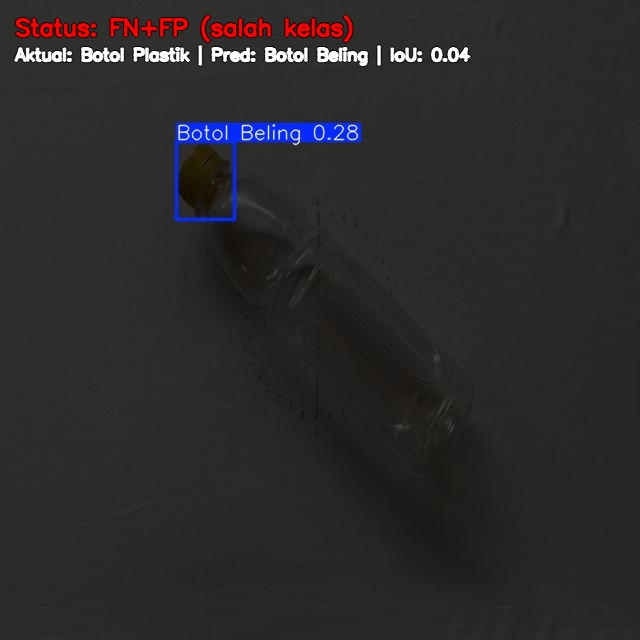 Status: FN+FP (salah kelas)
Aktual: Botol Plastik | Pred: Botol Beling | IoU: 0.04
Botol Beling 0.28